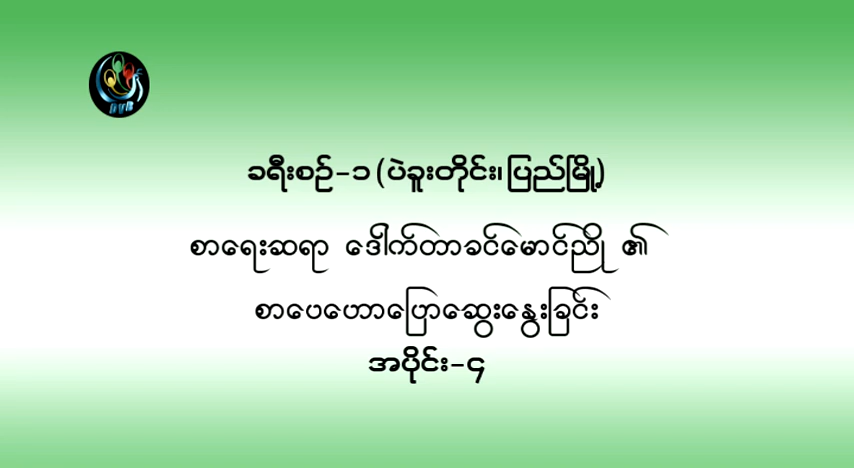 ခရီးစဉ်-၁(ပဲခူးတိုင်း၊ပြည်မြို့)
စာရေးဆရာ ဒေါက်တာခင်မောင်ညို ၏
စာပေဟောပြောဆွေးနွေးခြင်း
အပိုင်း-၄